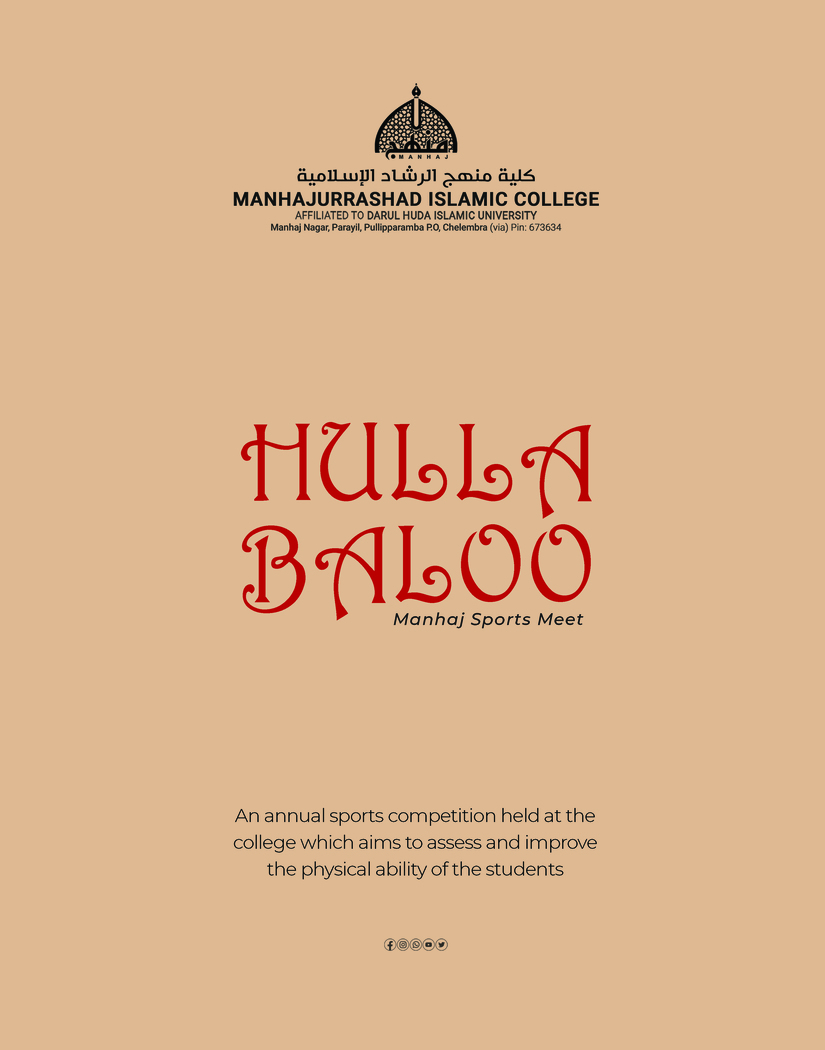 منهج
MANHAJ
كلية منهج الرشاد الإسلامية
MANHAJURRASHAD ISLAMIC COLLEGE
AFFILIATED TO DARUL HUDA ISLAMIC UNIVERSITY
Manhaj Nagar, Parayil, Pullipparamba P.O, Chelembra (via) Pin: 673634
HULLA
BALOO
Manhaj Sports Meet
An annual sports competition held at the
college which aims to assess and improve
the physical ability of the students